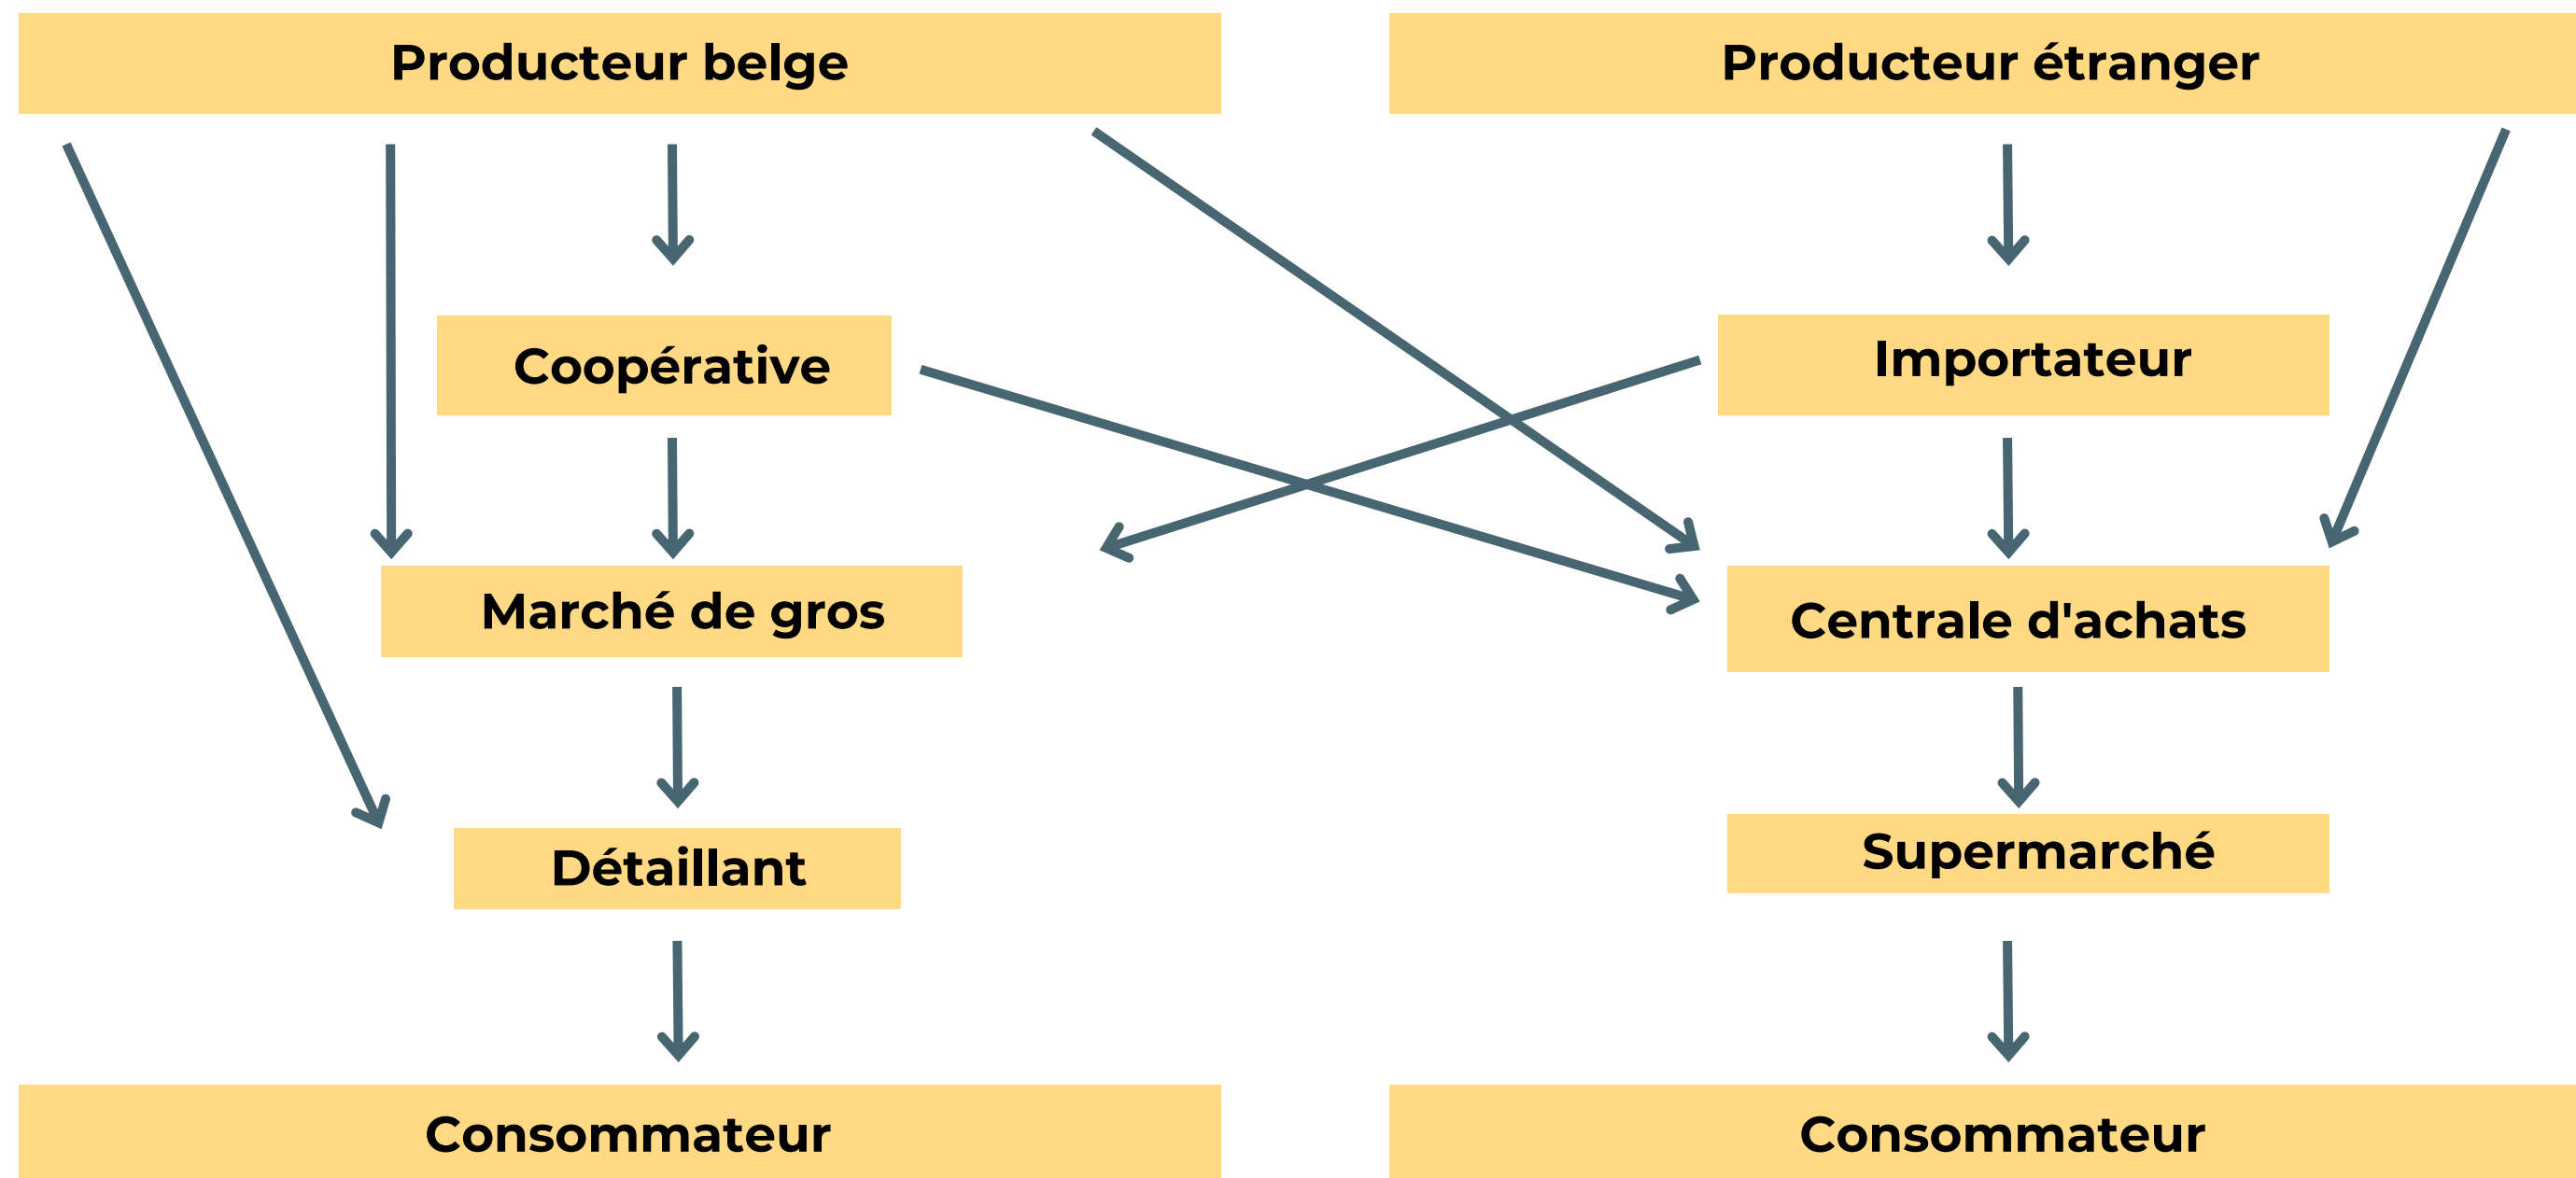 Producteur belge
Producteur étranger
Coopérative
Importateur
Marché de gros
Centrale d'achats
Détaillant
Supermarché
Consommateur
Consommateur